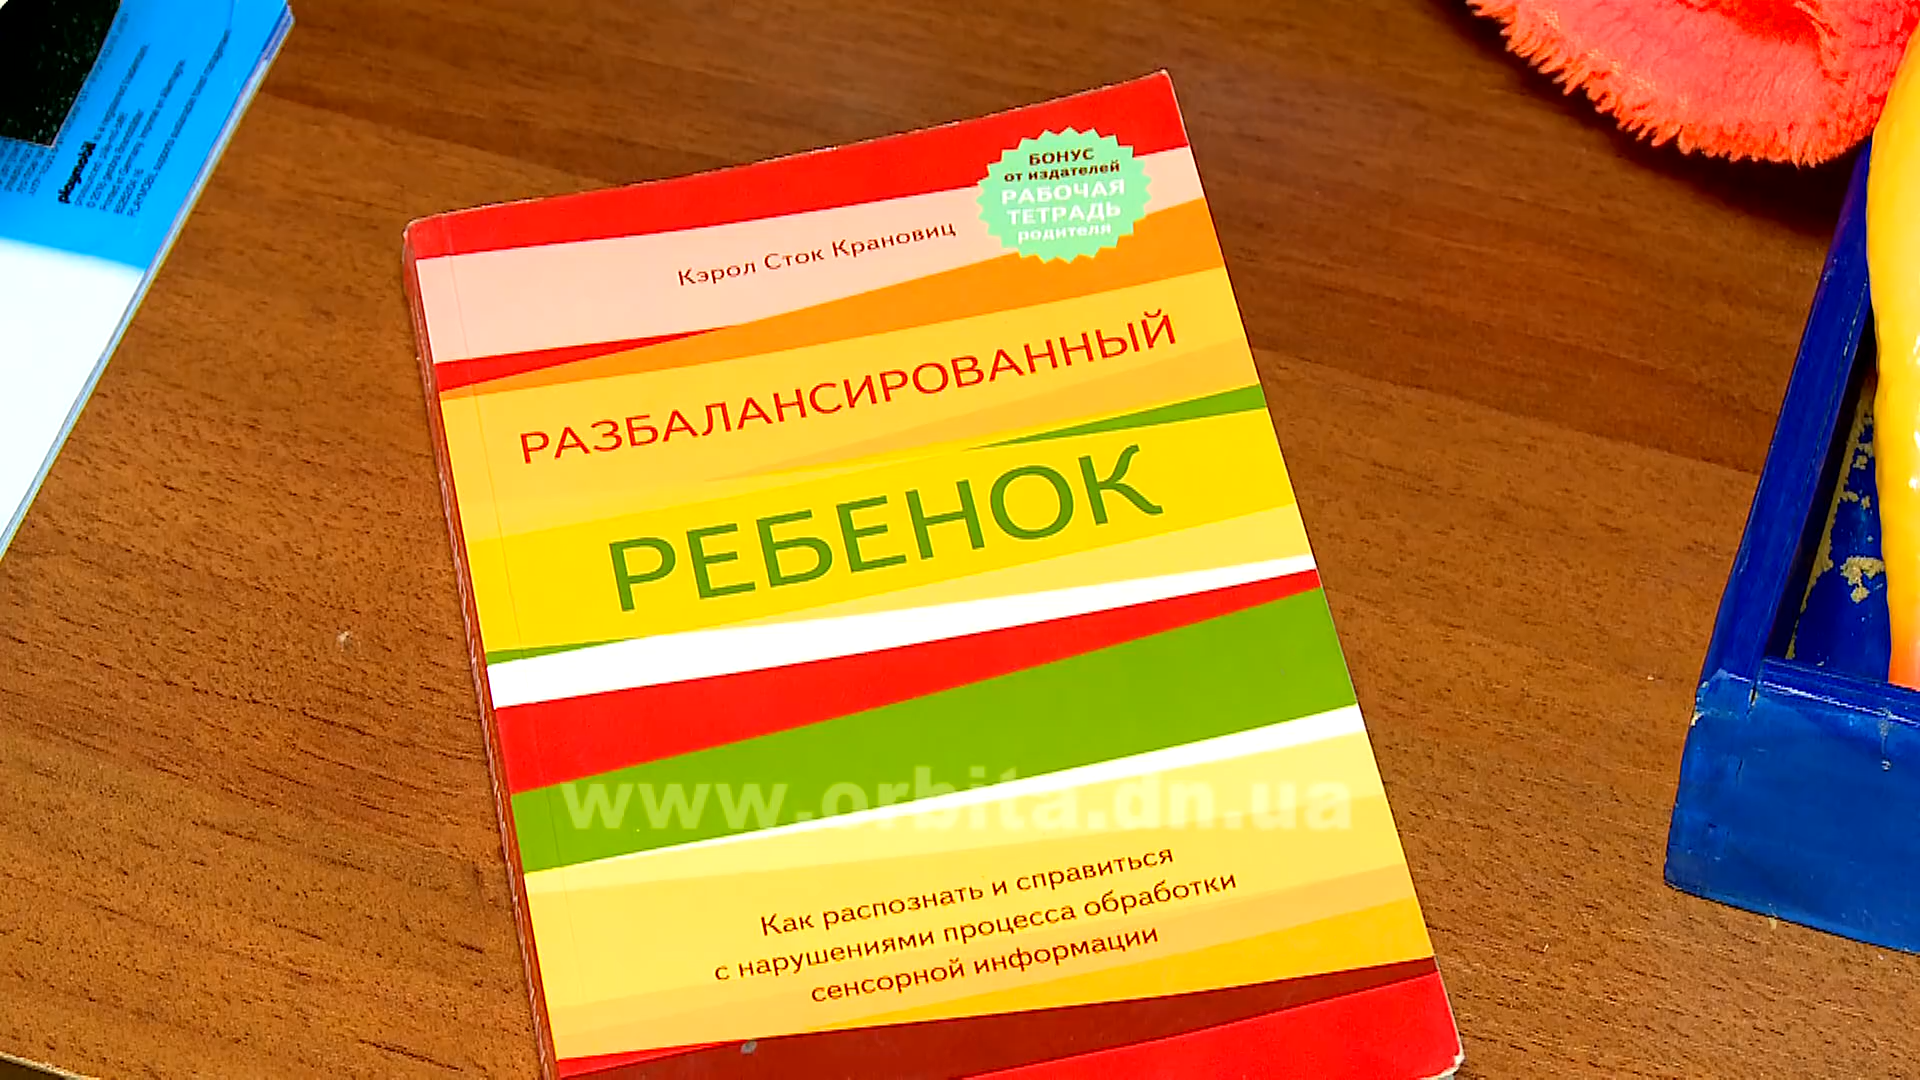 playmobil
БОНУС
от издателей
РАБОЧАЯ
ТЕТРАДЬ
родителя
Кэрол Сток Крановиц
РАЗБАЛАНСИРОВАННЫЙ
РЕБЕНОК
www.orbita.dn.ua
Как распознать и справиться
с нарушениями процесса обработки
сенсорной информации